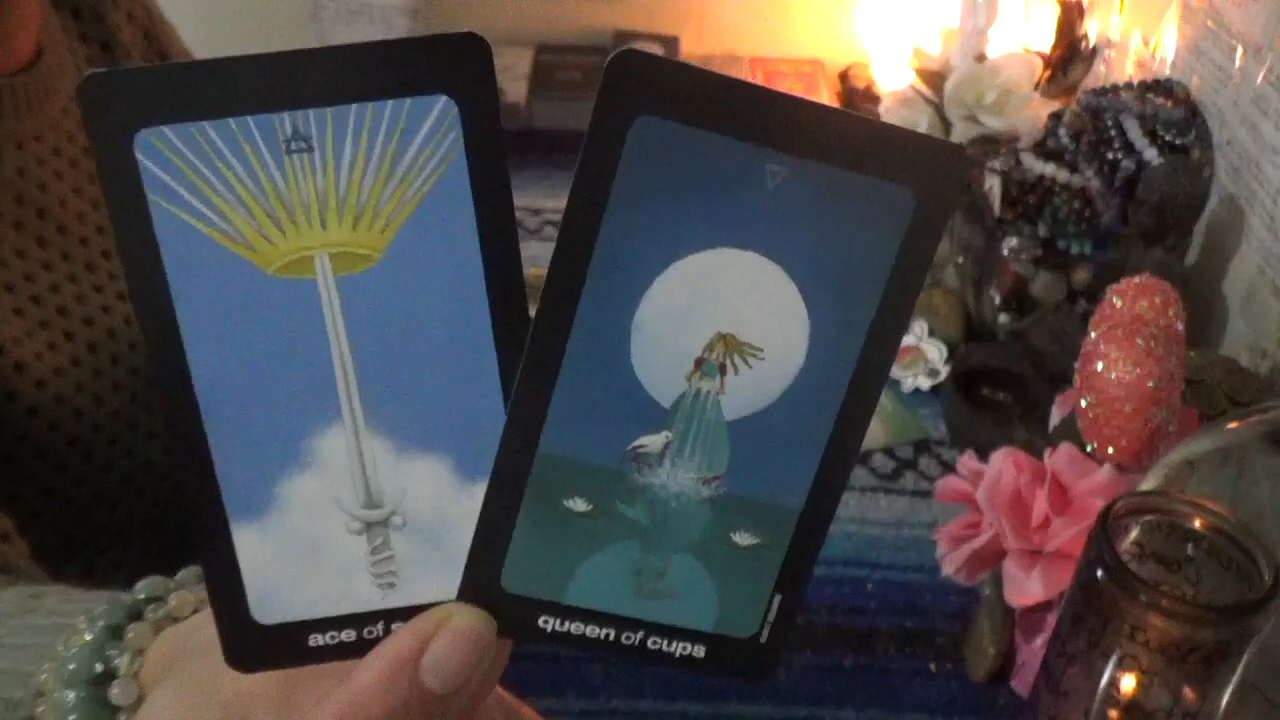 ace of s
queen of cups